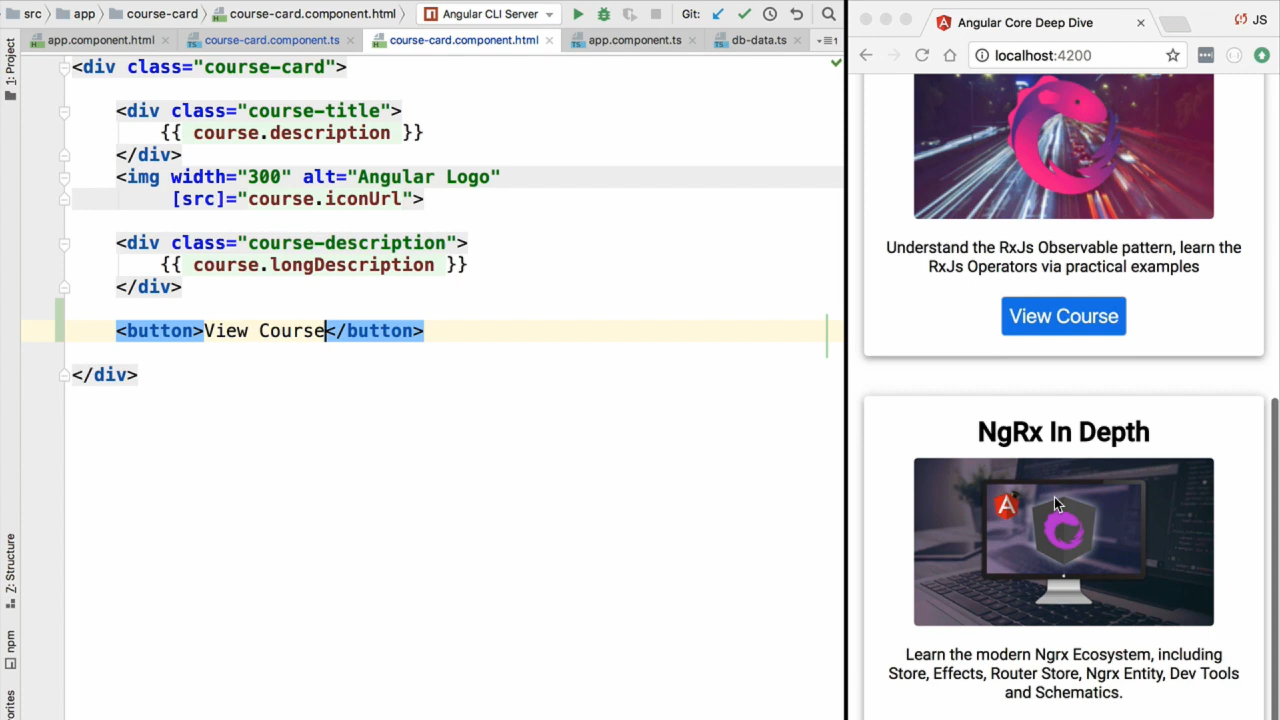 src
app
course-card
course-card.component.html
Angular CLI Server
Git:
app.component.html
course-card.component.ts
course-card.component.html
app.component.ts
db-data.ts
1
1: Project
Z: Structure
npm
<div class="course-card">
<div class="course-title">
{{ course.description }}
</div>
<img width="300" alt="Angular Logo"
[src]="course.iconUrl">
<div class="course-description">
{{ course.longDescription }}
</div>
<button>View Course</button>
</div>
Angular Core Deep Dive
JS
localhost:4200
Understand the RxJs Observable pattern, learn the
RxJs Operators via practical examples
View Course
NgRx In Depth
A
Learn the modern Ngrx Ecosystem, including
Store, Effects, Router Store, Ngrx Entity, Dev Tools
and Schematics.